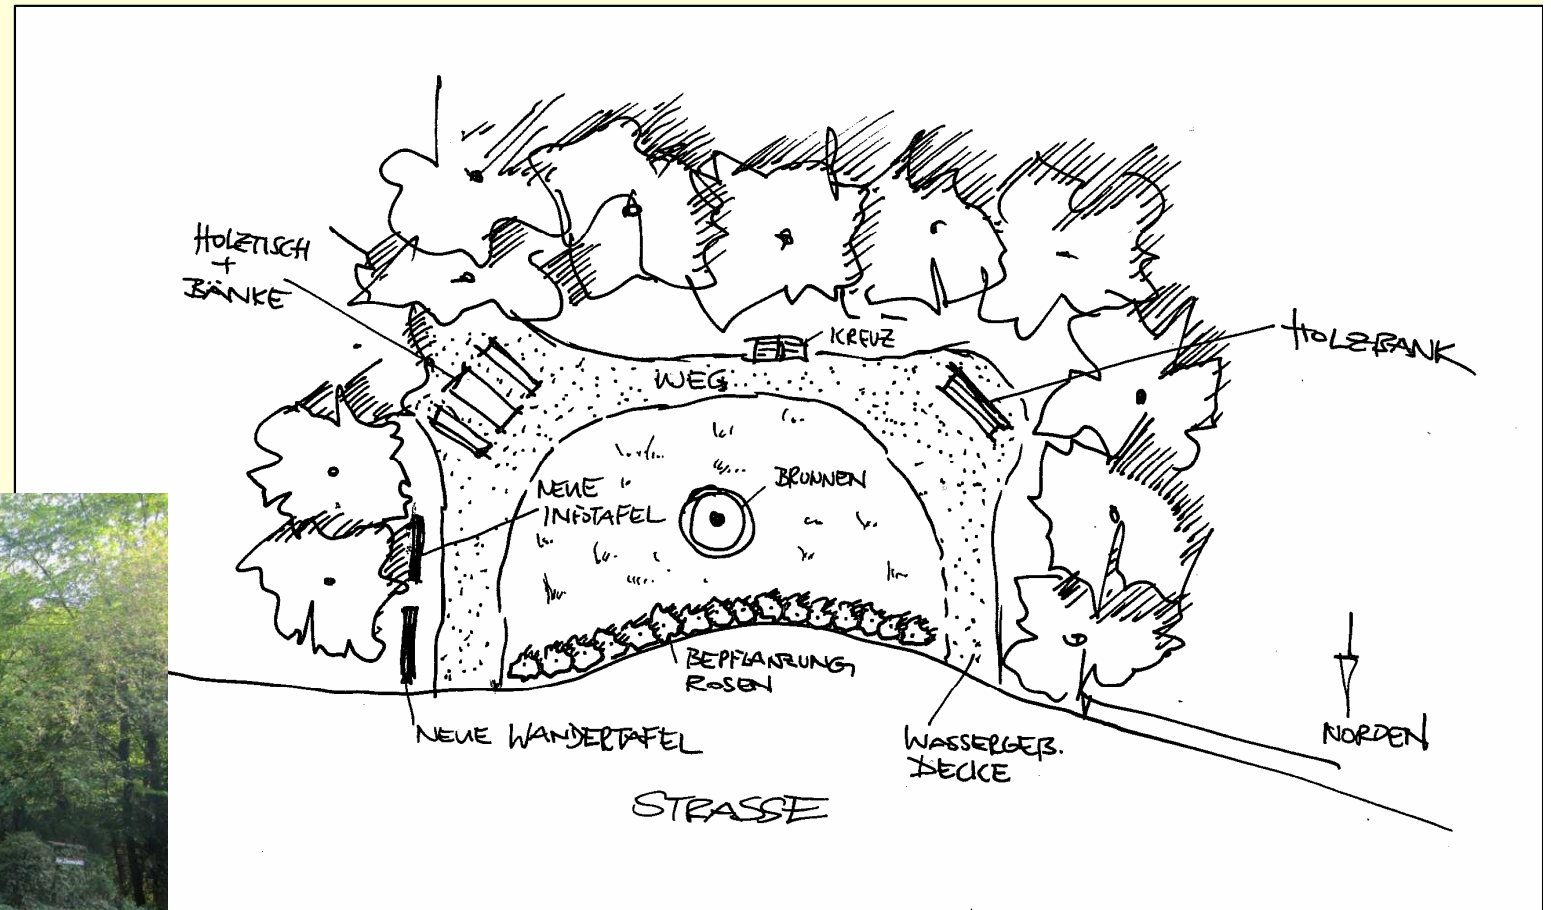 HOLZTISCH
+
BÄNKE
KREUZ
HOLZBANK
WEG
NEUE
INFOTAFEL
BRUNNEN
BEPFLANZUNG
ROSEN
NEUE WANDERTAFEL
WASSERGEB.
DECKE
NORDEN
STRASSE